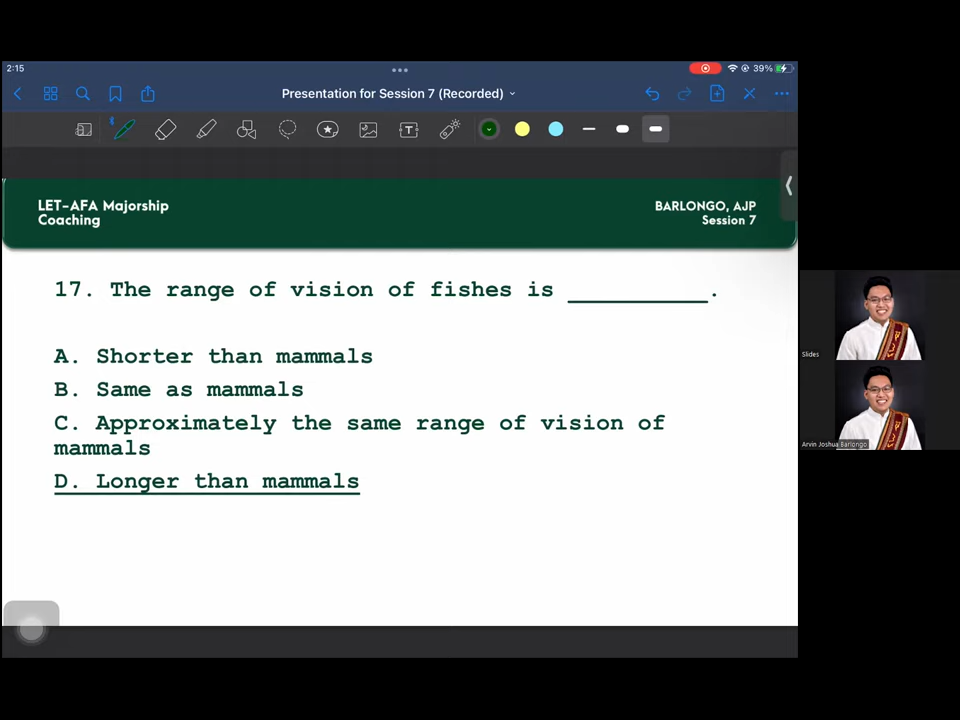 2:15
39%
Presentation for Session 7 (Recorded)
T
LET-AFA Majorship
Coaching
BARLONGO, AJP
Session 7
17. The range of vision of fishes is __________.
A. Shorter than mammals
B. Same as mammals
C. Approximately the same range of vision of
mammals
D. Longer than mammals
Slides
Arvin Joshua Barlongo